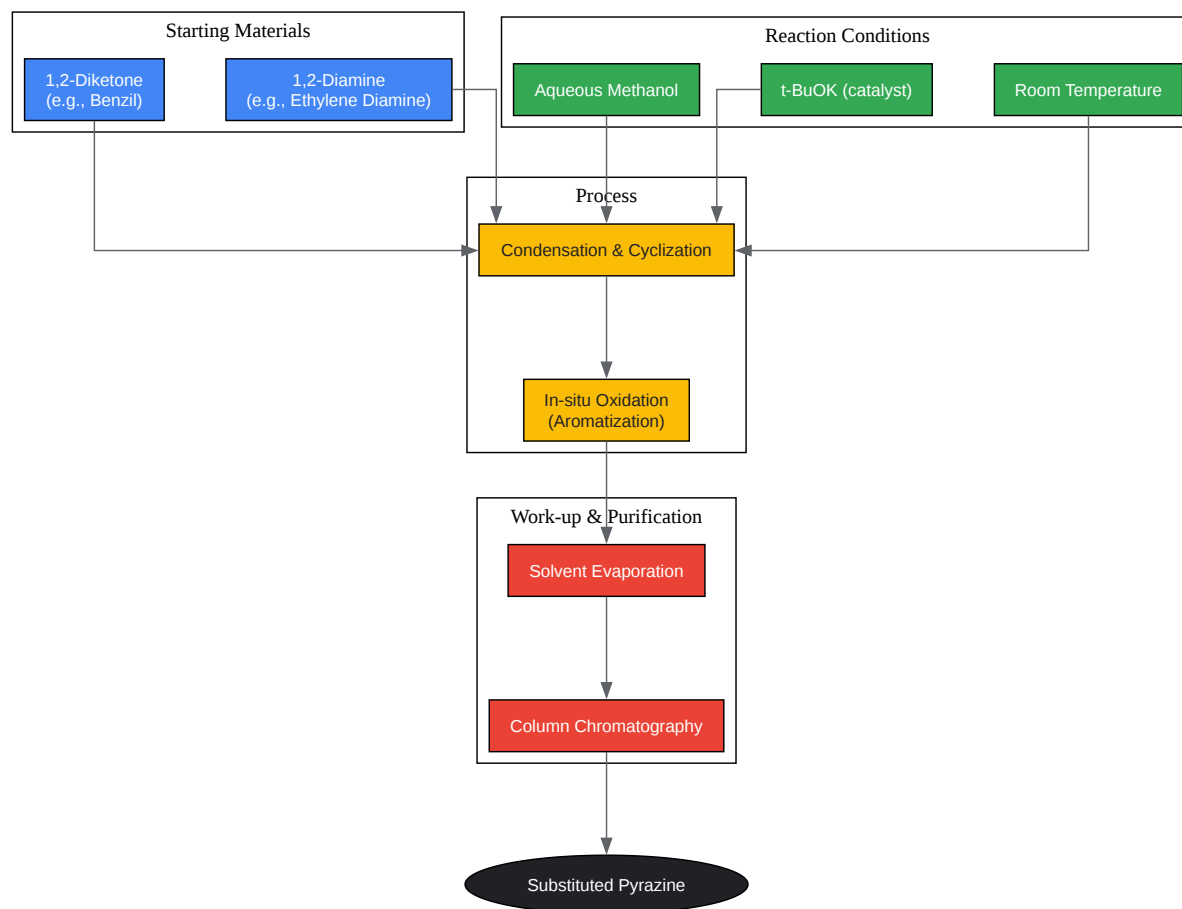 Starting Materials
1,2-Diketone
(e.g., Benzil)
1,2-Diamine
(e.g., Ethylene Diamine)
Reaction Conditions
Aqueous Methanol
t-BuOK (catalyst)
Room Temperature
Process
Condensation & Cyclization
In-situ Oxidation
(Aromatization)
Work-up & Purification
Solvent Evaporation
Column Chromatography
Substituted Pyrazine